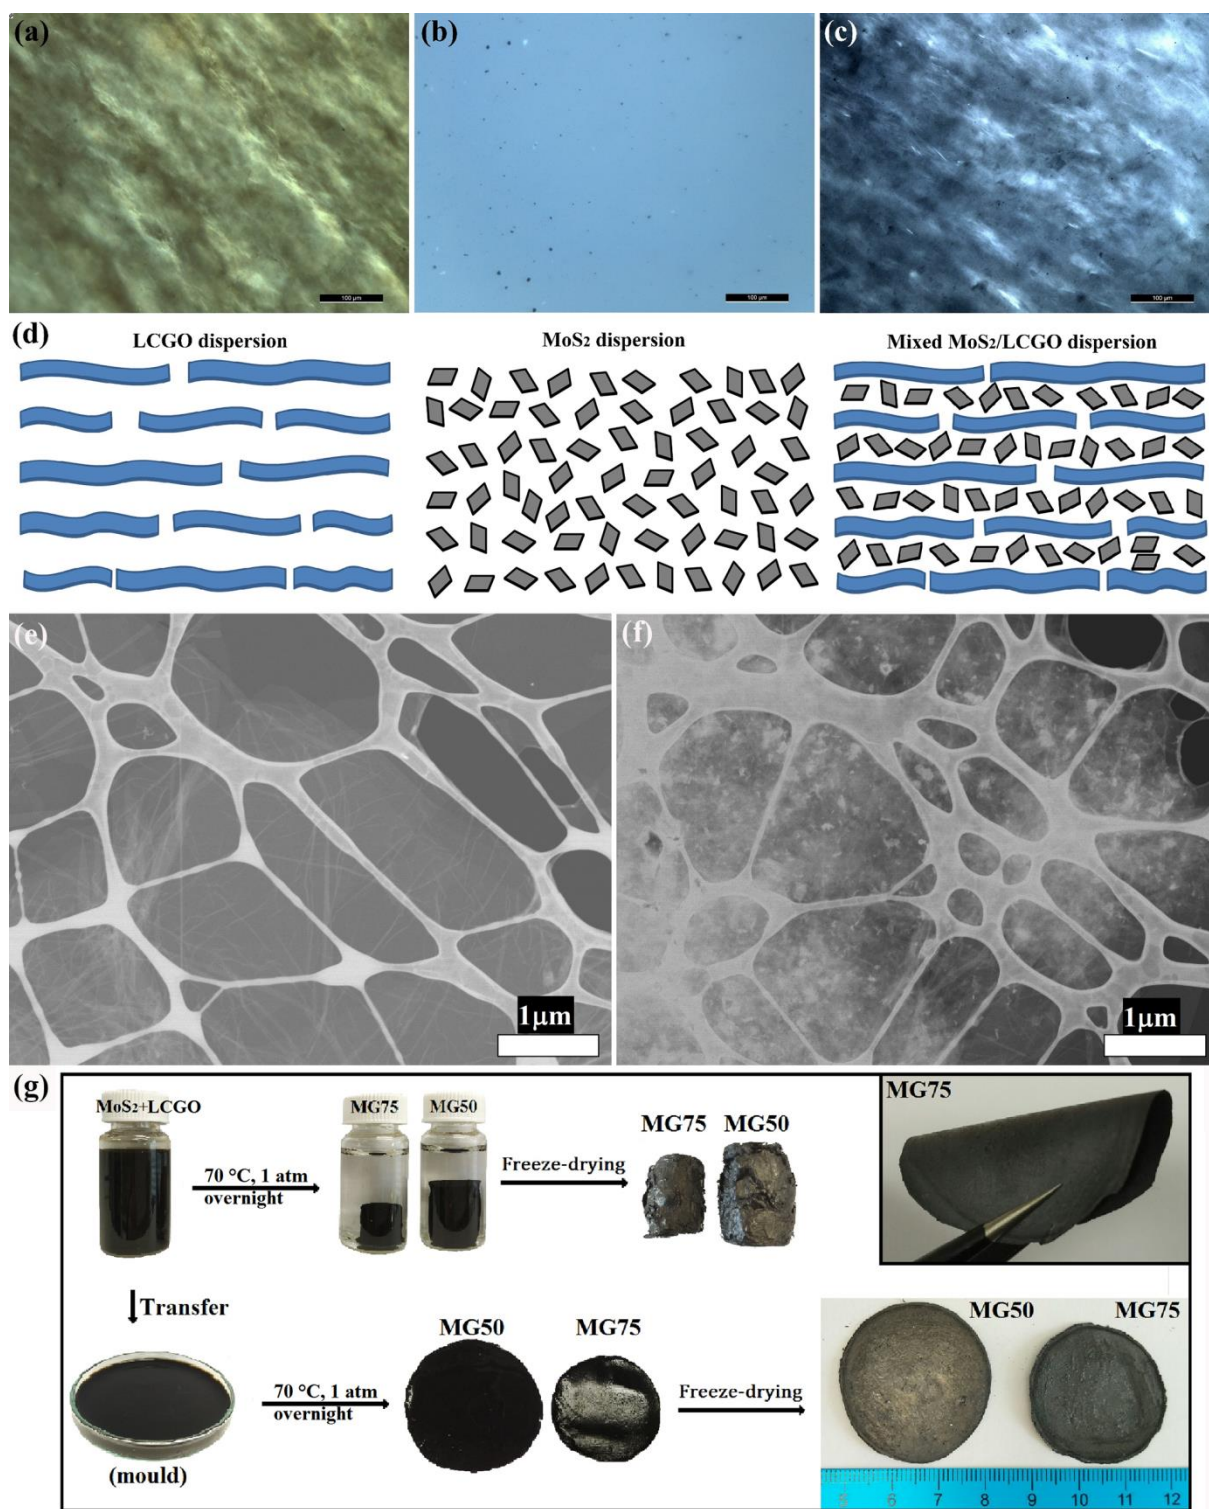 (a)
(b)
(c)
100 µm
100 µm
100 µm
(d)
LCGO dispersion
MoS₂ dispersion
Mixed MoS₂/LCGO dispersion
(e)
(f)
1µm
1µm
(g)
MoS₂+LCGO
70 °C, 1 atm
overnight
MG75
MG50
Freeze-drying
MG75
MG50
MG75
Transfer
(mould)
70 °C, 1 atm
overnight
MG50
MG75
Freeze-drying
MG50
MG75
5 6 7 8 9 10 11 12